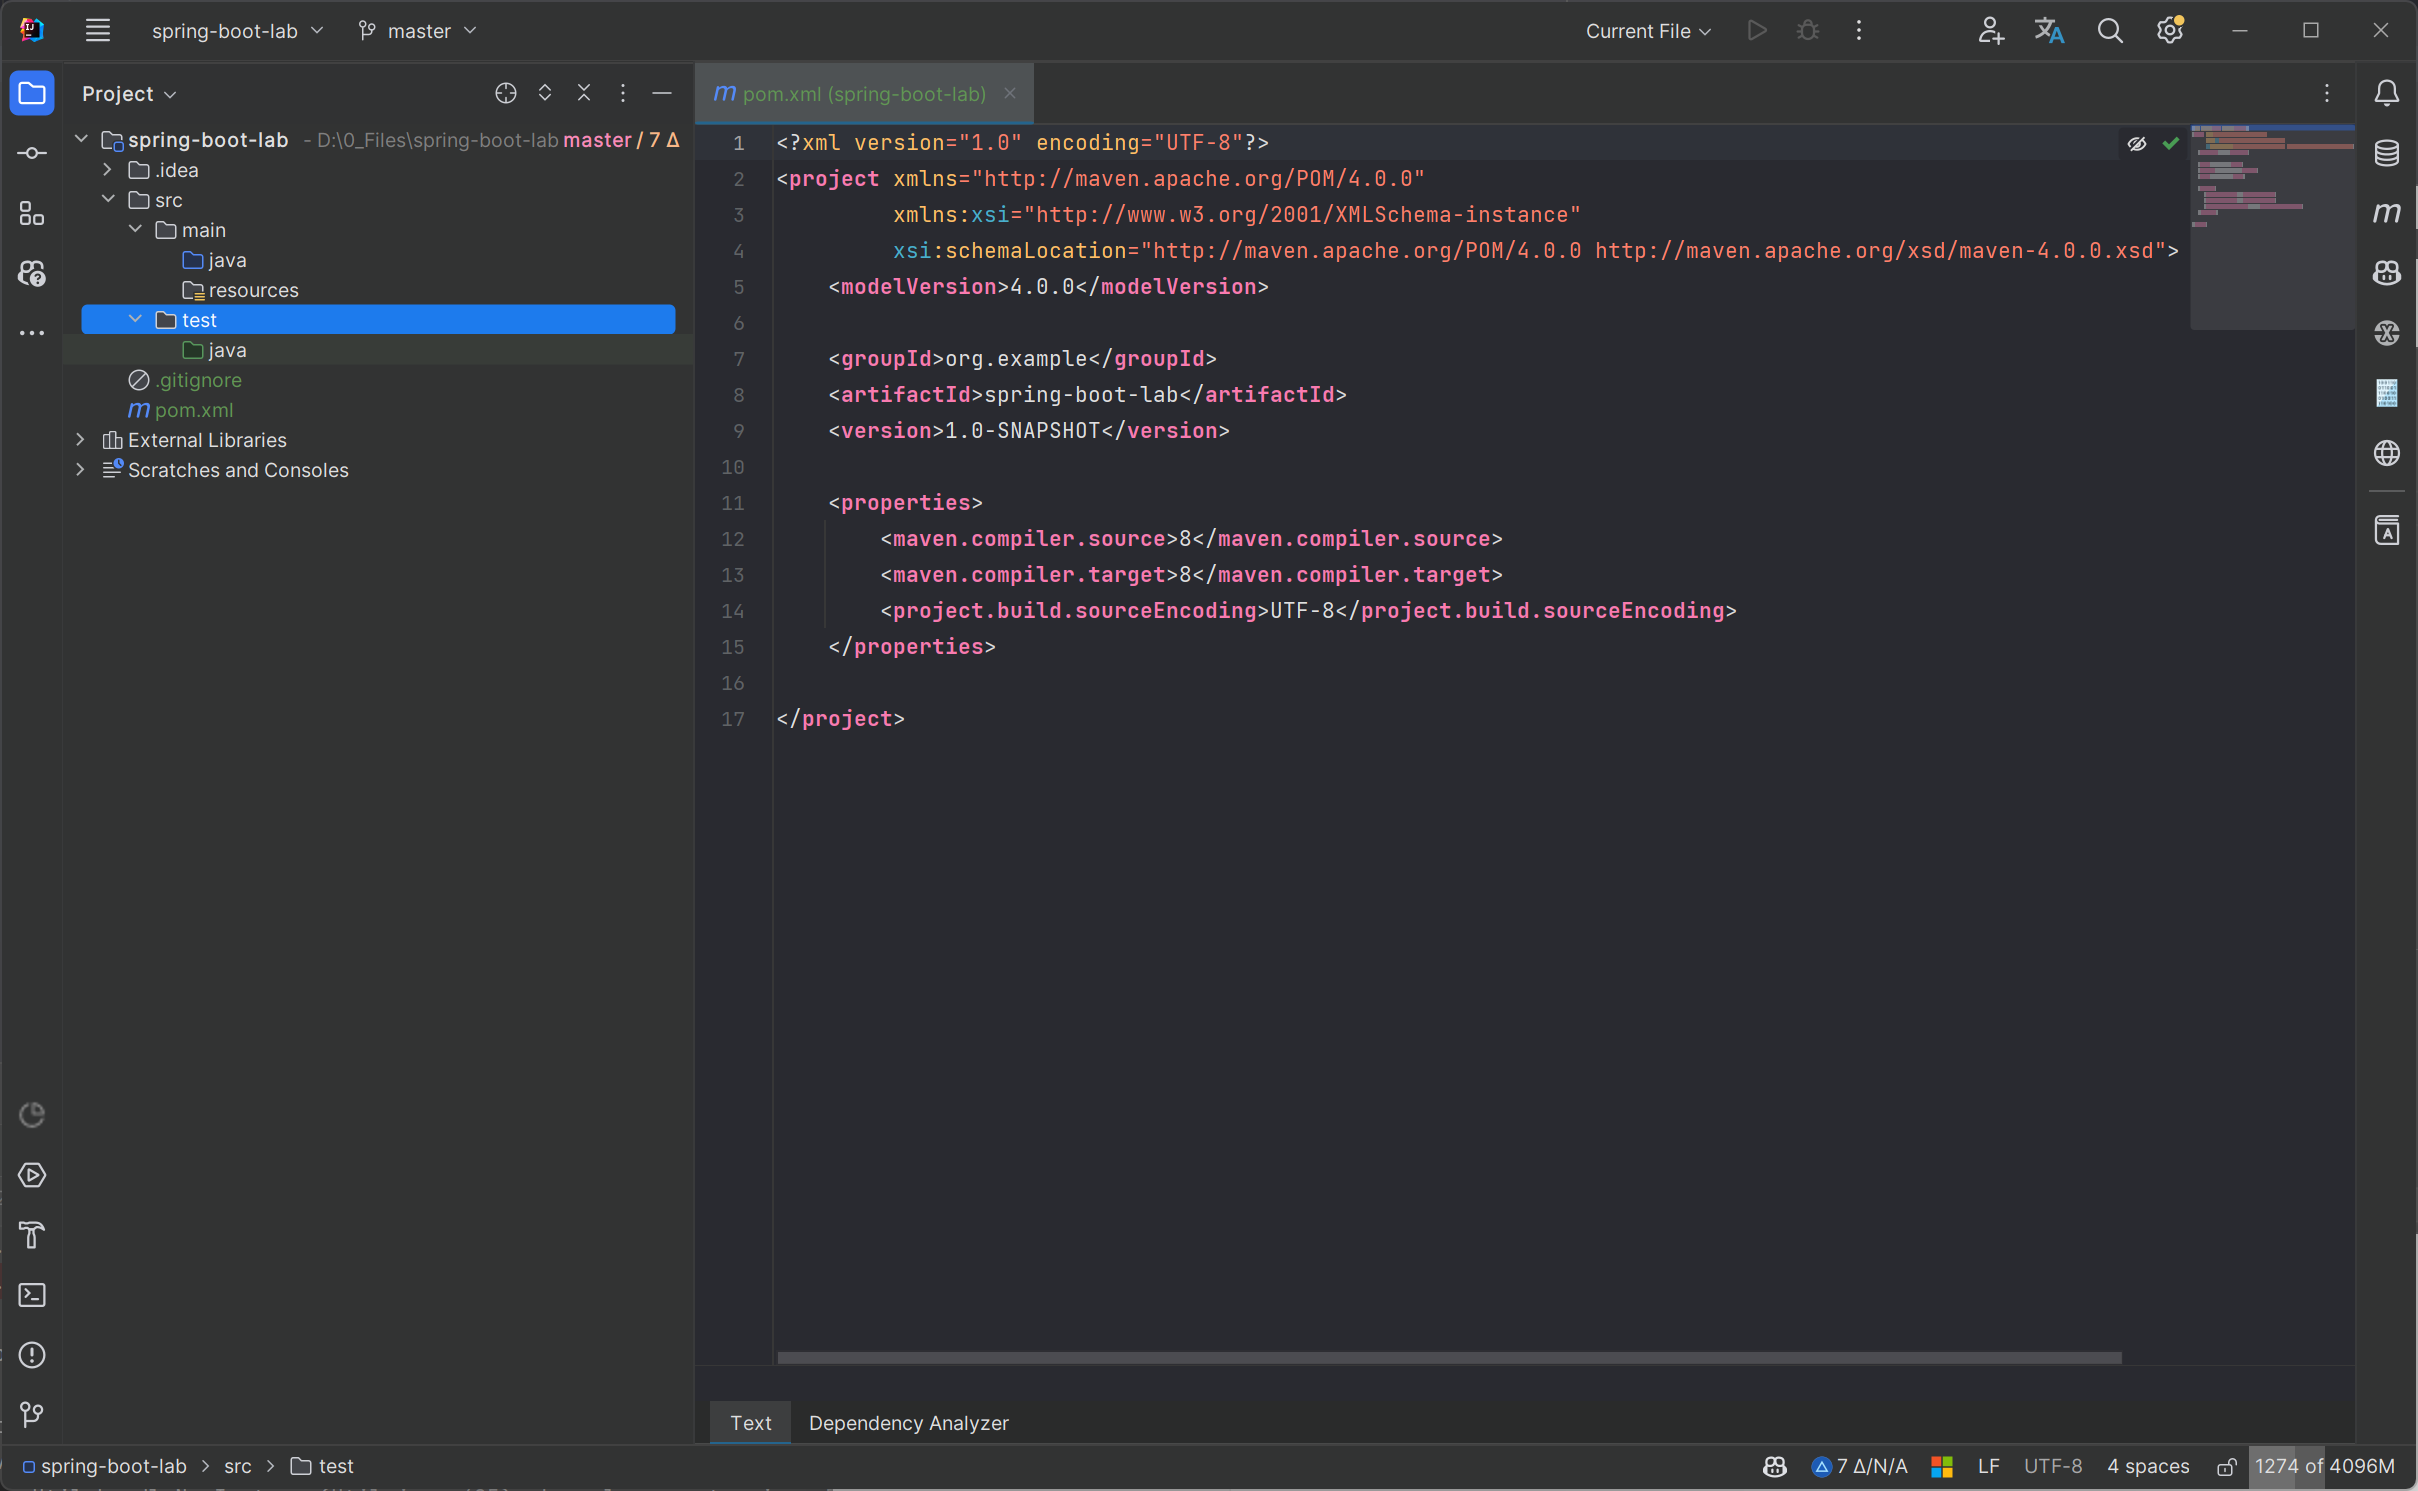 spring-boot-lab
master
Current File
Project
pom.xml (spring-boot-lab)
spring-boot-lab - D:\0_Files\spring-boot-lab master / 7 Δ
.idea
src
main
java
resources
test
java
.gitignore
pom.xml
External Libraries
Scratches and Consoles
1 <?xml version="1.0" encoding="UTF-8"?>
2 <project xmlns="http://maven.apache.org/POM/4.0.0"
3 xmlns:xsi="http://www.w3.org/2001/XMLSchema-instance"
4 xsi:schemaLocation="http://maven.apache.org/POM/4.0.0 http://maven.apache.org/xsd/maven-4.0.0.xsd">
5 <modelVersion>4.0.0</modelVersion>
6
7 <groupId>org.example</groupId>
8 <artifactId>spring-boot-lab</artifactId>
9 <version>1.0-SNAPSHOT</version>
10
11 <properties>
12 <maven.compiler.source>8</maven.compiler.source>
13 <maven.compiler.target>8</maven.compiler.target>
14 <project.build.sourceEncoding>UTF-8</project.build.sourceEncoding>
15 </properties>
16
17 </project>
Text Dependency Analyzer
spring-boot-lab > src > test
7 Δ/N/A LF UTF-8 4 spaces 1274 of 4096M